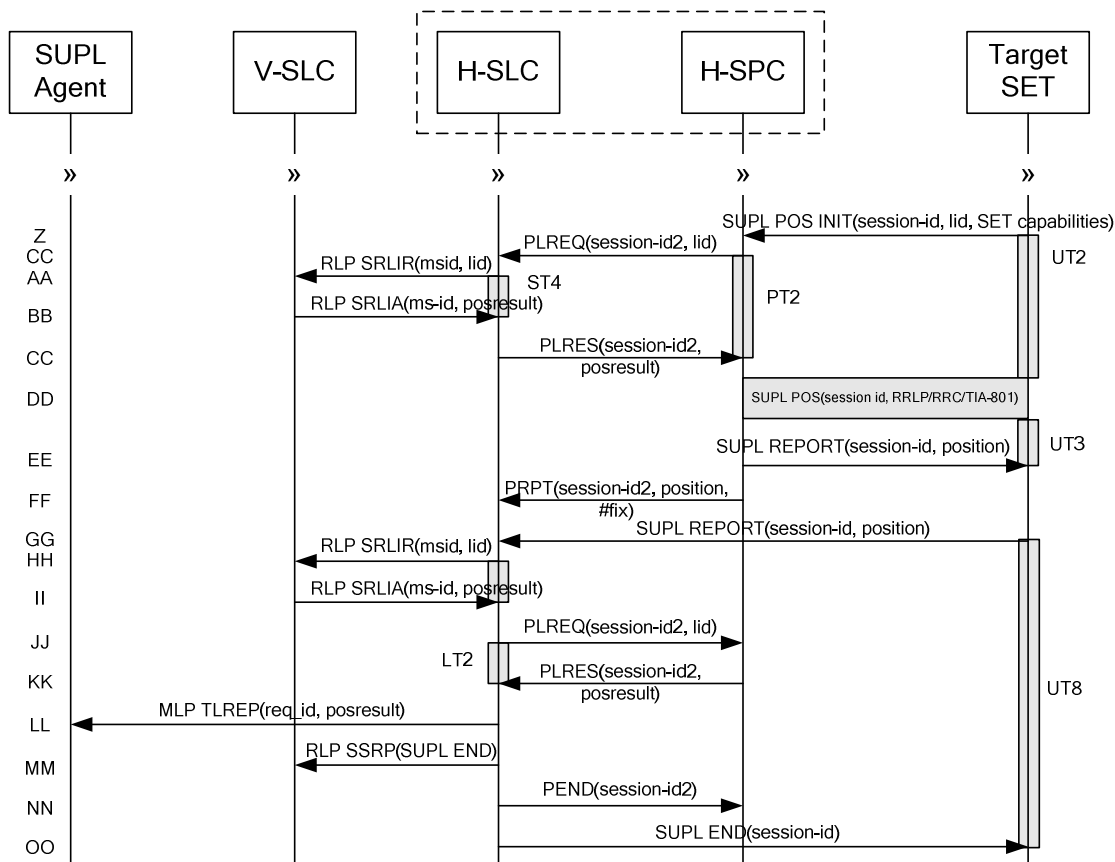 SUPL
Agent
V-SLC
H-SLC
H-SPC
Target
SET
»
»
»
»
»
Z
SUPL POS INIT(session-id, lid, SET capabilities)
UT2
CC
PLREQ(session-id2, lid)
AA
RLP SRLIR(msid, lid)
ST4
PT2
BB
RLP SRLIA(ms-id, posresult)
CC
PLRES(session-id2,
posresult)
DD
SUPL POS(session id, RRLP/RRC/TIA-801)
UT3
EE
SUPL REPORT(session-id, position)
FF
PRPT(session-id2, position,
#fix)
GG
SUPL REPORT(session-id, position)
HH
RLP SRLIR(msid, lid)
II
RLP SRLIA(ms-id, posresult)
JJ
PLREQ(session-id2, lid)
LT2
KK
PLRES(session-id2,
posresult)
UT8
LL
MLP TLREP(req_id, posresult)
MM
RLP SSRP(SUPL END)
NN
PEND(session-id2)
OO
SUPL END(session-id)